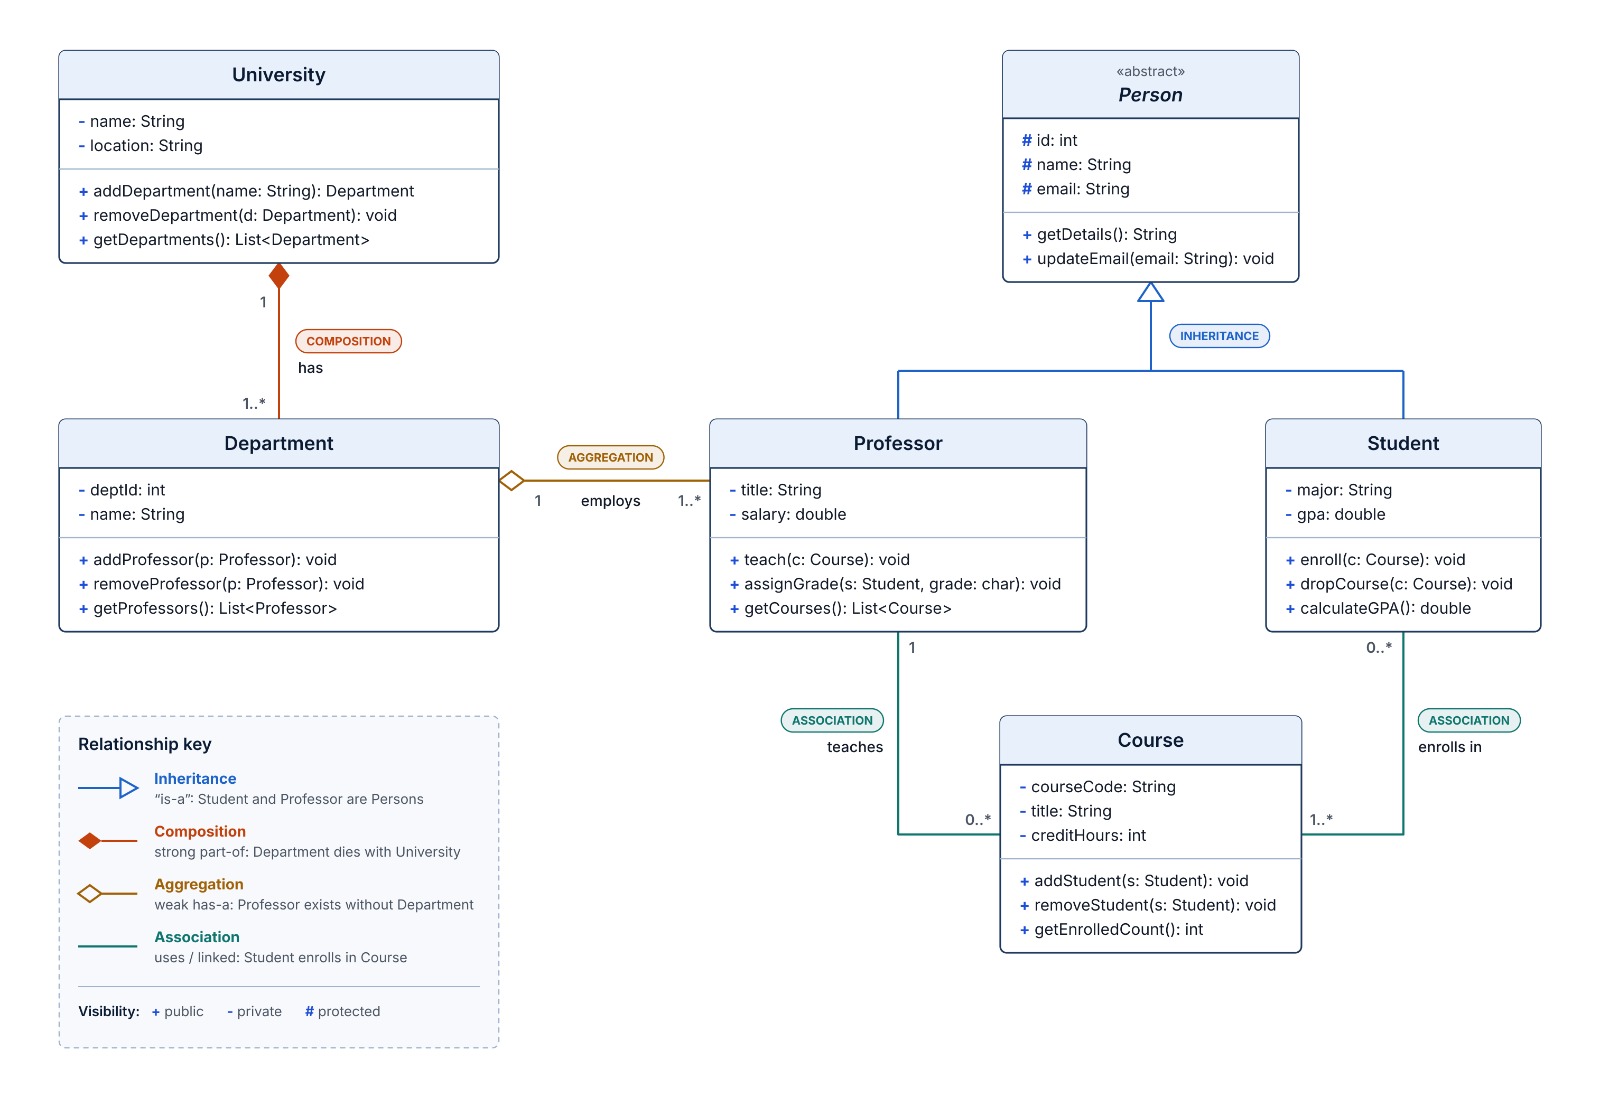 University
- name: String
- location: String
+ addDepartment(name: String): Department
+ removeDepartment(d: Department): void
+ getDepartments(): List<Department>
«abstract»
Person
# id: int
# name: String
# email: String
+ getDetails(): String
+ updateEmail(email: String): void
1
COMPOSITION
has
1..*
INHERITANCE
Department
- deptId: int
- name: String
+ addProfessor(p: Professor): void
+ removeProfessor(p: Professor): void
+ getProfessors(): List<Professor>
AGGREGATION
1 employs 1..*
Professor
- title: String
- salary: double
+ teach(c: Course): void
+ assignGrade(s: Student, grade: char): void
+ getCourses(): List<Course>
Student
- major: String
- gpa: double
+ enroll(c: Course): void
+ dropCourse(c: Course): void
+ calculateGPA(): double
1
ASSOCIATION
teaches
0..*
0..*
ASSOCIATION
enrolls in
1..*
Course
- courseCode: String
- title: String
- creditHours: int
+ addStudent(s: Student): void
+ removeStudent(s: Student): void
+ getEnrolledCount(): int
Relationship key
Inheritance
“is-a”: Student and Professor are Persons
Composition
strong part-of: Department dies with University
Aggregation
weak has-a: Professor exists without Department
Association
uses / linked: Student enrolls in Course
Visibility: + public - private # protected